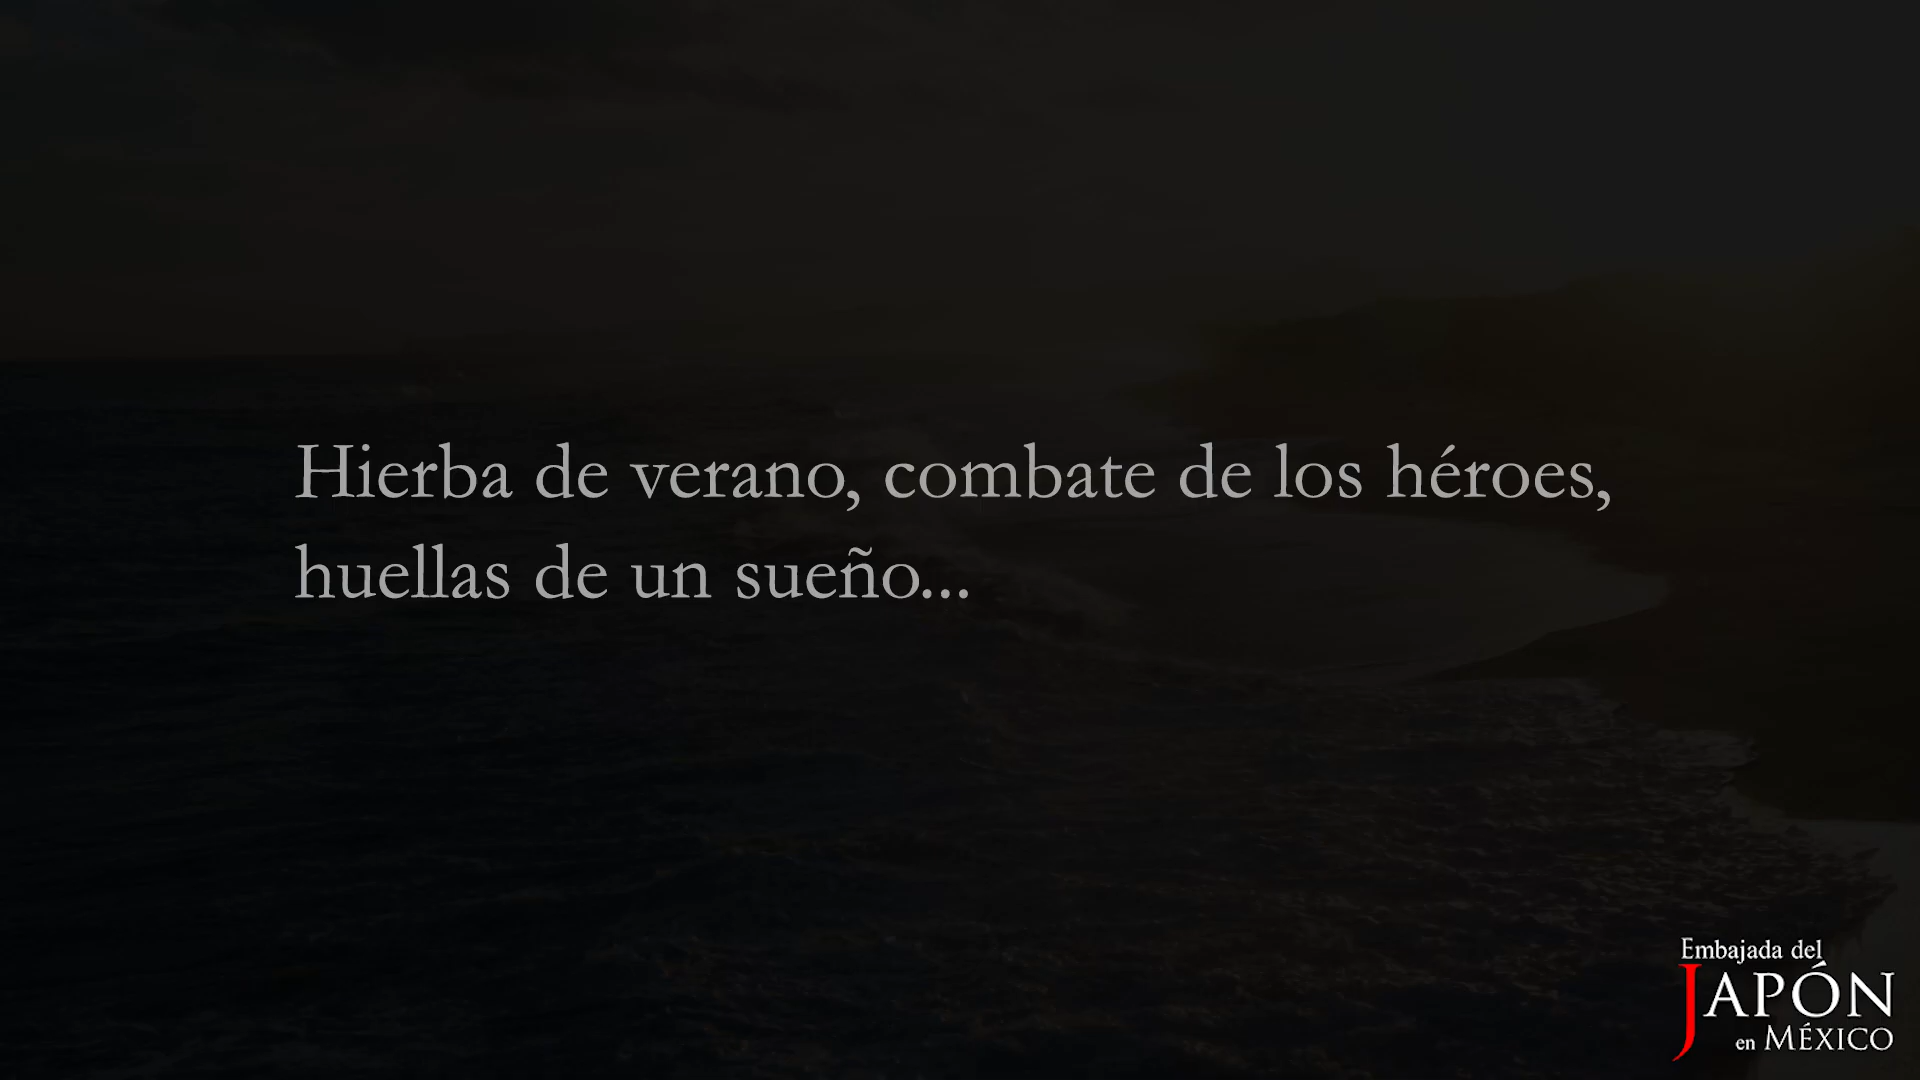 Hierba de verano, combate de los héroes,
huellas de un sueño...
Embajada del
JAPÓN
en MÉXICO